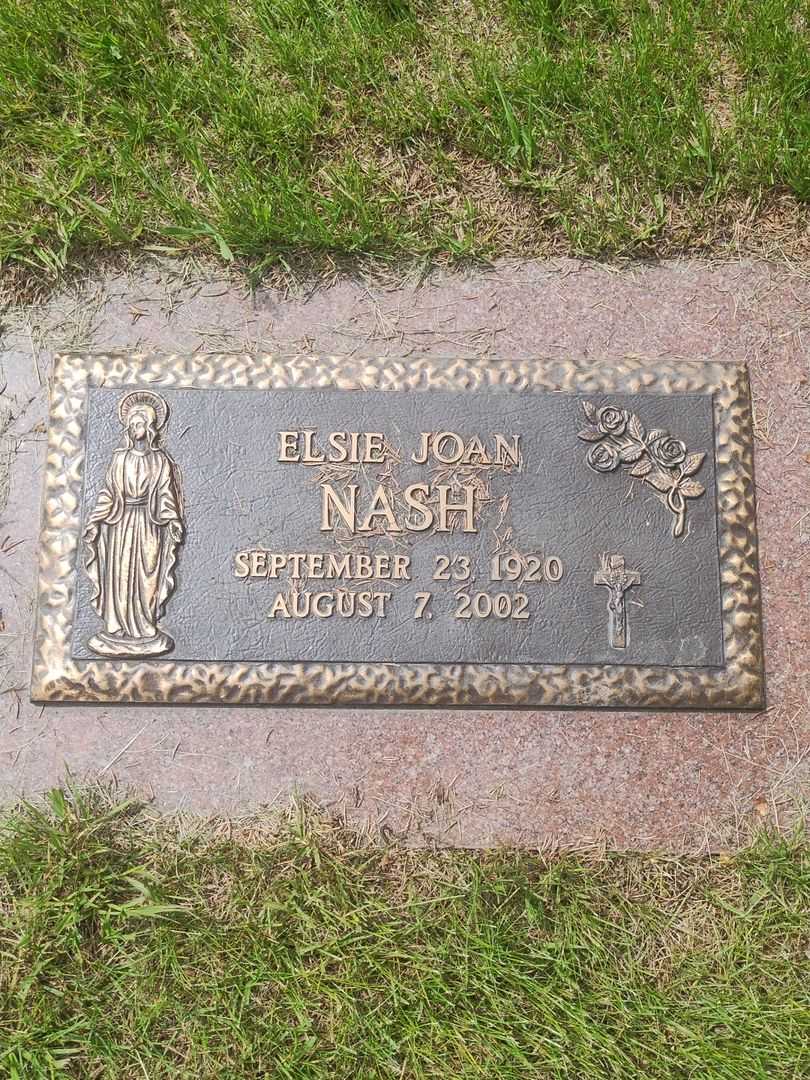 ELSIE JOAN
NASH
SEPTEMBER 23, 1920
AUGUST 7, 2002